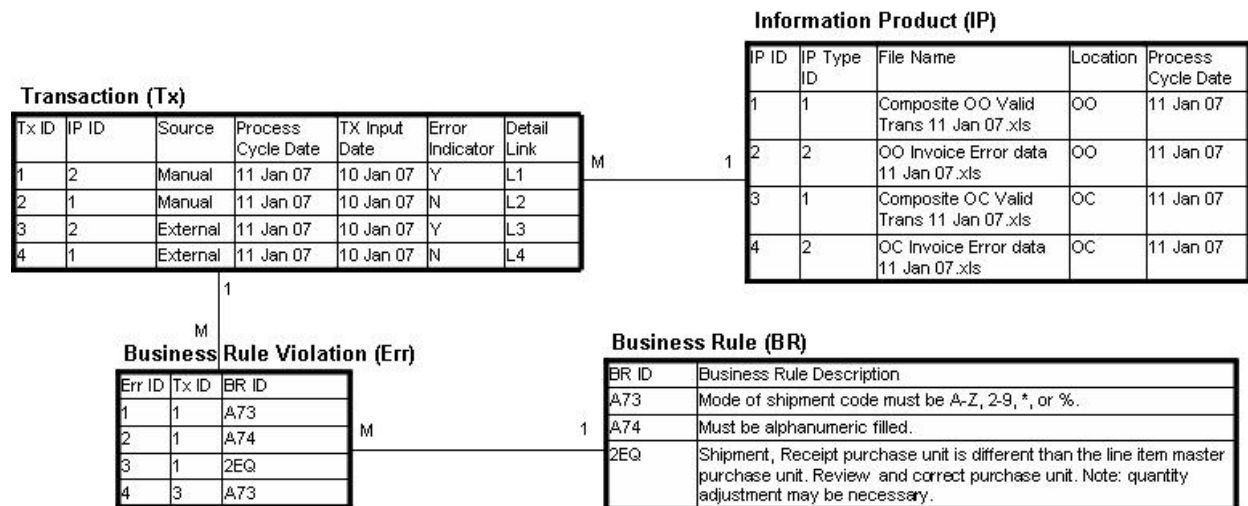 Information Product (IP)
IP ID IP Type ID File Name Location Process Cycle Date
1 1 Composite OO Valid Trans 11 Jan 07.xls OO 11 Jan 07
2 2 OO Invoice Error data 11 Jan 07.xls OO 11 Jan 07
3 1 Composite OC Valid Trans 11 Jan 07.xls OC 11 Jan 07
4 2 OC Invoice Error data 11 Jan 07.xls OC 11 Jan 07
Transaction (Tx)
Tx ID IP ID Source Process Cycle Date TX Input Date Error Indicator Detail Link
1 2 Manual 11 Jan 07 10 Jan 07 Y L1
2 1 Manual 11 Jan 07 10 Jan 07 N L2
3 2 External 11 Jan 07 10 Jan 07 Y L3
4 1 External 11 Jan 07 10 Jan 07 N L4
M 1
1
M
Business Rule Violation (Err)
Err ID Tx ID BR ID
1 1 A73
2 1 A74
3 1 2EQ
4 3 A73
M 1
Business Rule (BR)
BR ID Business Rule Description
A73 Mode of shipment code must be A-Z, 2-9, *, or %.
A74 Must be alphanumeric filled.
2EQ Shipment, Receipt purchase unit is different than the line item master
purchase unit. Review and correct purchase unit. Note: quantity
adjustment may be necessary.